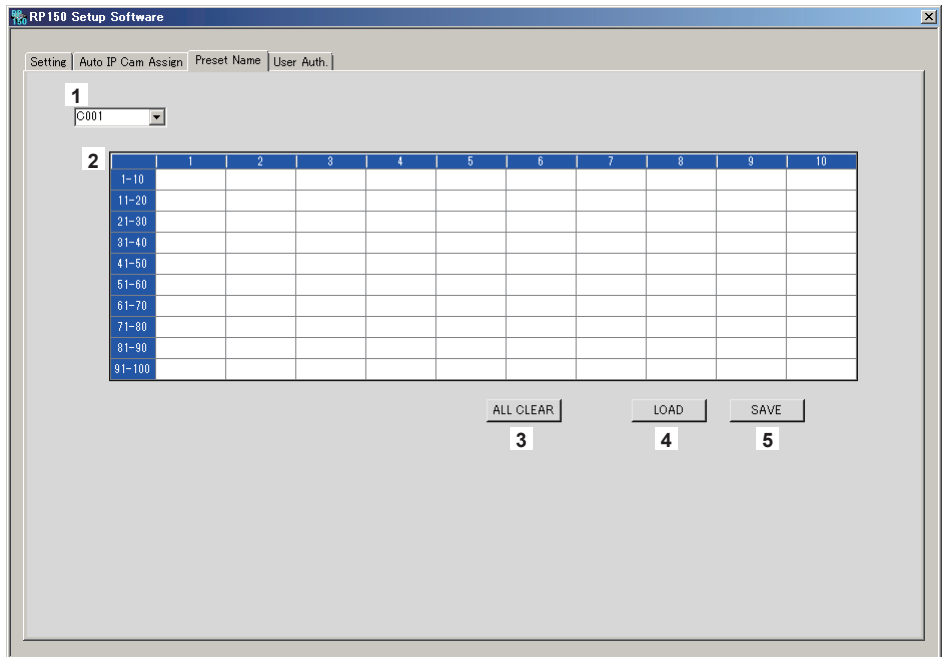 RP150 Setup Software
Setting Auto IP Cam Assign Preset Name User Auth.
1
C001
2
1 2 3 4 5 6 7 8 9 10
1-10
11-20
21-30
31-40
41-50
51-60
61-70
71-80
81-90
91-100
ALL CLEAR LOAD SAVE
3 4 5